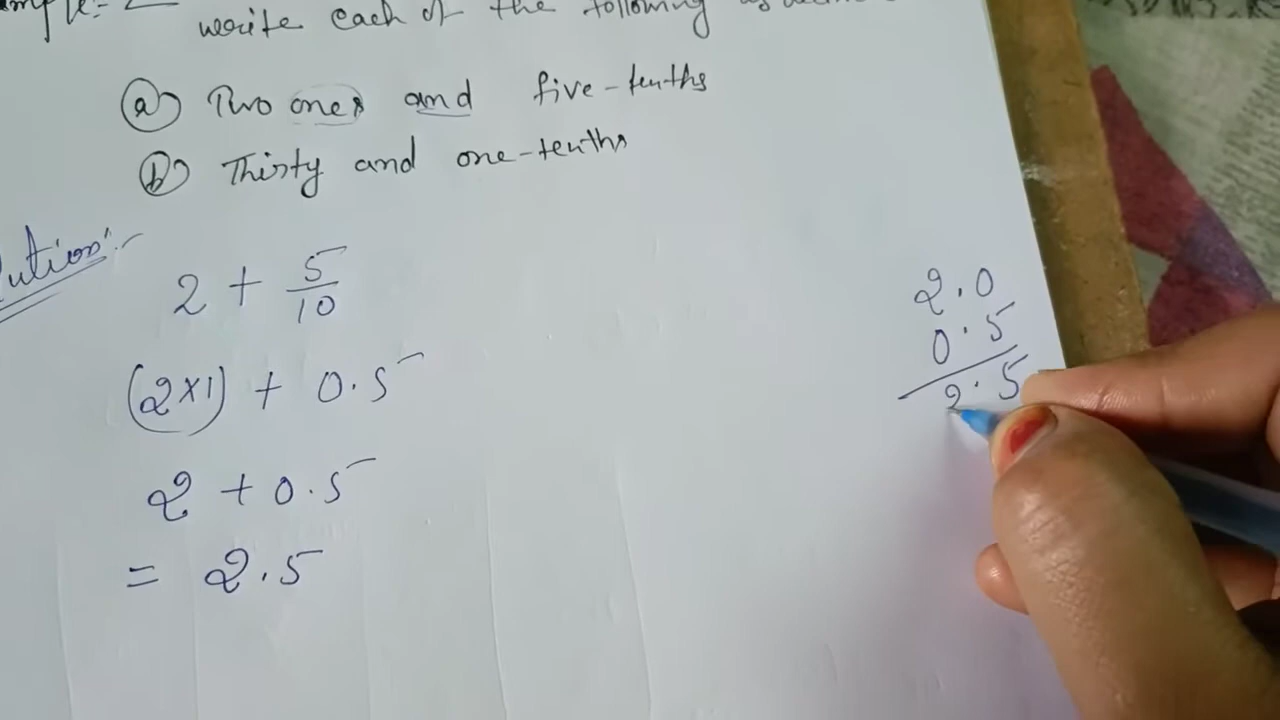 write each of the following as
(a) Two ones and five-tenths
(b) Thirty and one-tenths
2 + 5/10
(2×1) + 0.5
2 + 0.5
= 2.5
2.0
0.5
2.5